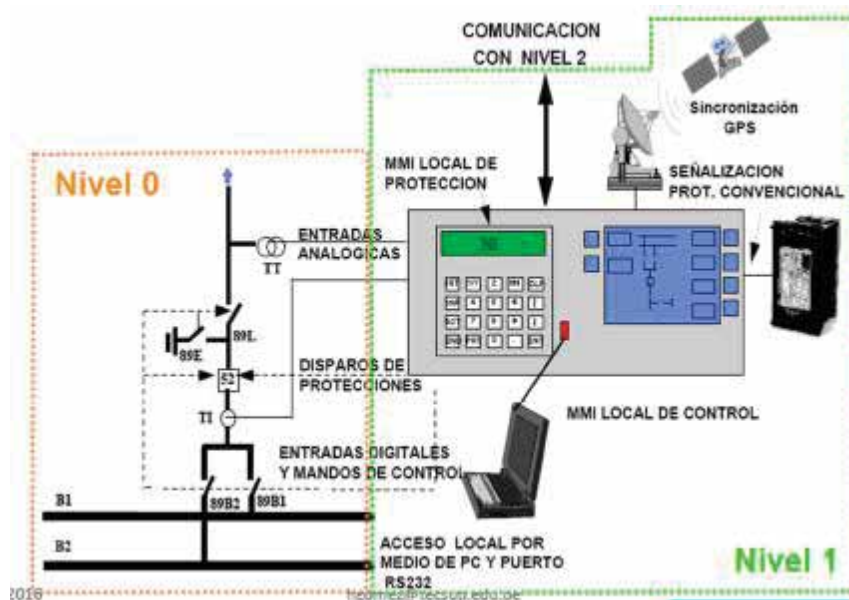 COMUNICACION
CON NIVEL 2
Sincronización
GPS
MMI LOCAL DE
PROTECCION
SEÑALIZACION
PROT. CONVENCIONAL
Nivel 0
ENTRADAS
ANALOGICAS
TT
89L
89E
52
DISPAROS DE
PROTECCIONES
TI
MMI LOCAL DE CONTROL
ENTRADAS DIGITALES
Y MANDOS DE CONTROL
89B2
89B1
B1
B2
ACCESO LOCAL POR
MEDIO DE PC Y PUERTO
RS232
Nivel 1
2016